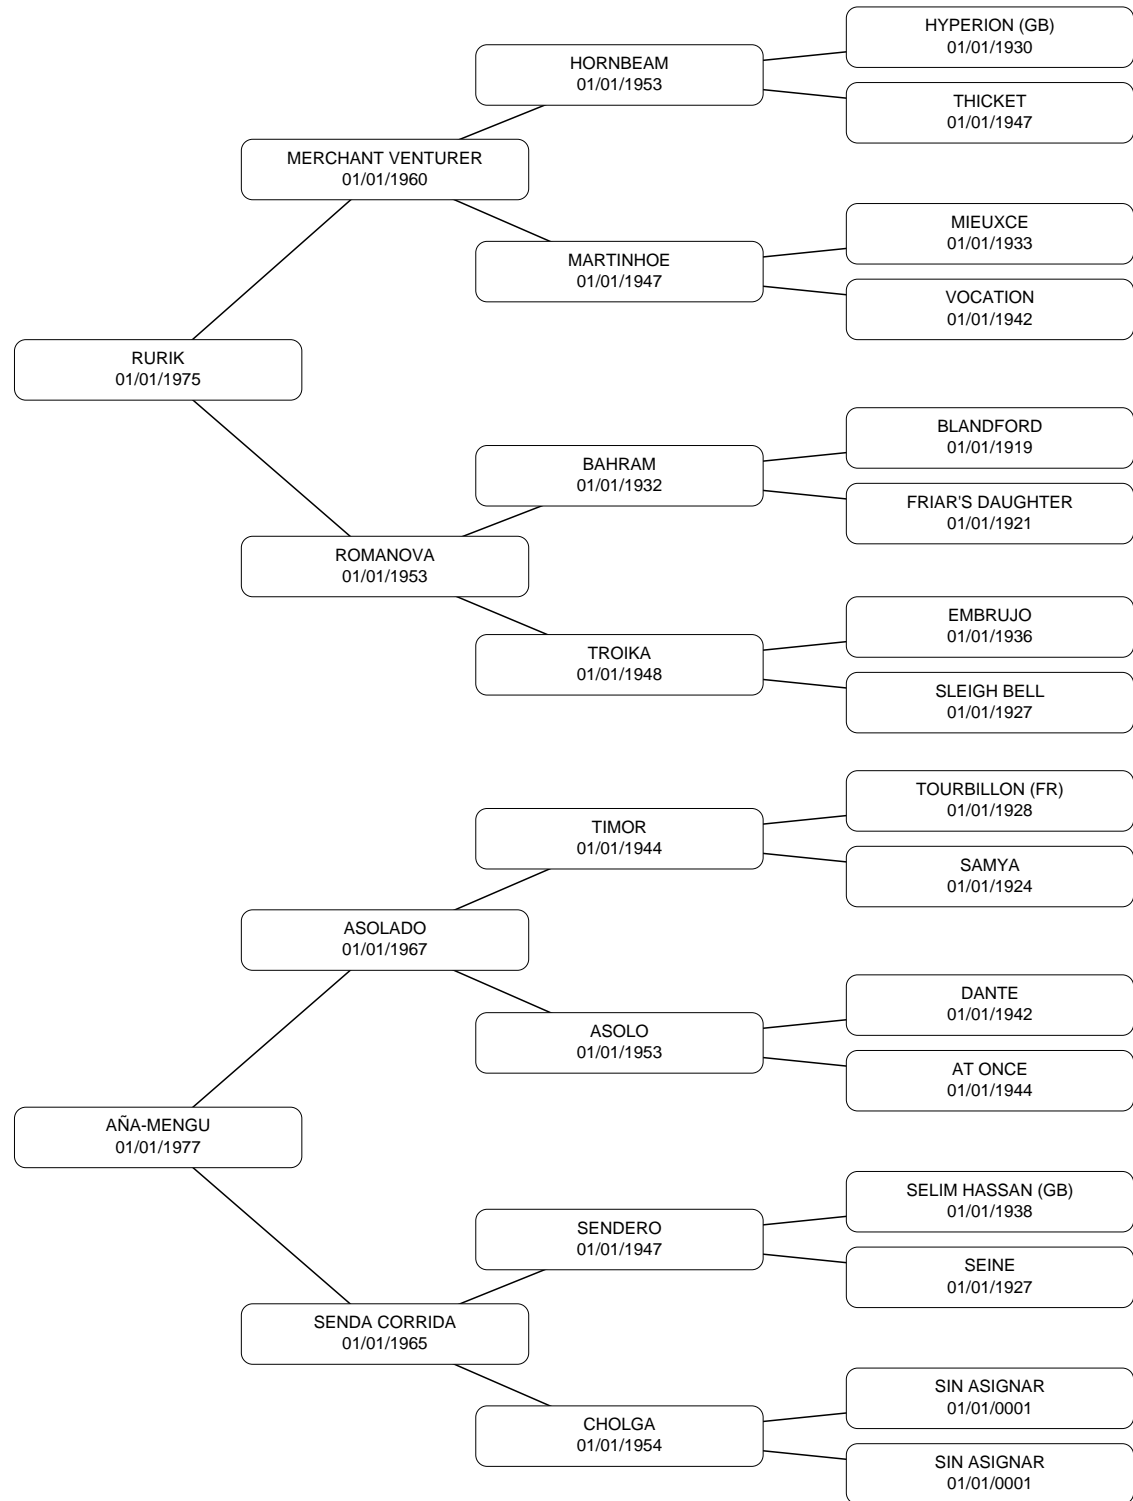 HYPERION (GB)
01/01/1930
HORNBEAM
01/01/1953
THICKET
01/01/1947
MERCHANT VENTURER
01/01/1960
MIEUXCE
01/01/1933
MARTINHOE
01/01/1947
VOCATION
01/01/1942
RURIK
01/01/1975
BLANDFORD
01/01/1919
BAHRAM
01/01/1932
FRIAR'S DAUGHTER
01/01/1921
ROMANOVA
01/01/1953
EMBRUJO
01/01/1936
TROIKA
01/01/1948
SLEIGH BELL
01/01/1927
TOURBILLON (FR)
01/01/1928
TIMOR
01/01/1944
SAMYA
01/01/1924
ASOLADO
01/01/1967
DANTE
01/01/1942
ASOLO
01/01/1953
AT ONCE
01/01/1944
AÑA-MENGU
01/01/1977
SELIM HASSAN (GB)
01/01/1938
SENDERO
01/01/1947
SEINE
01/01/1927
SENDA CORRIDA
01/01/1965
SIN ASIGNAR
01/01/0001
CHOLGA
01/01/1954
SIN ASIGNAR
01/01/0001